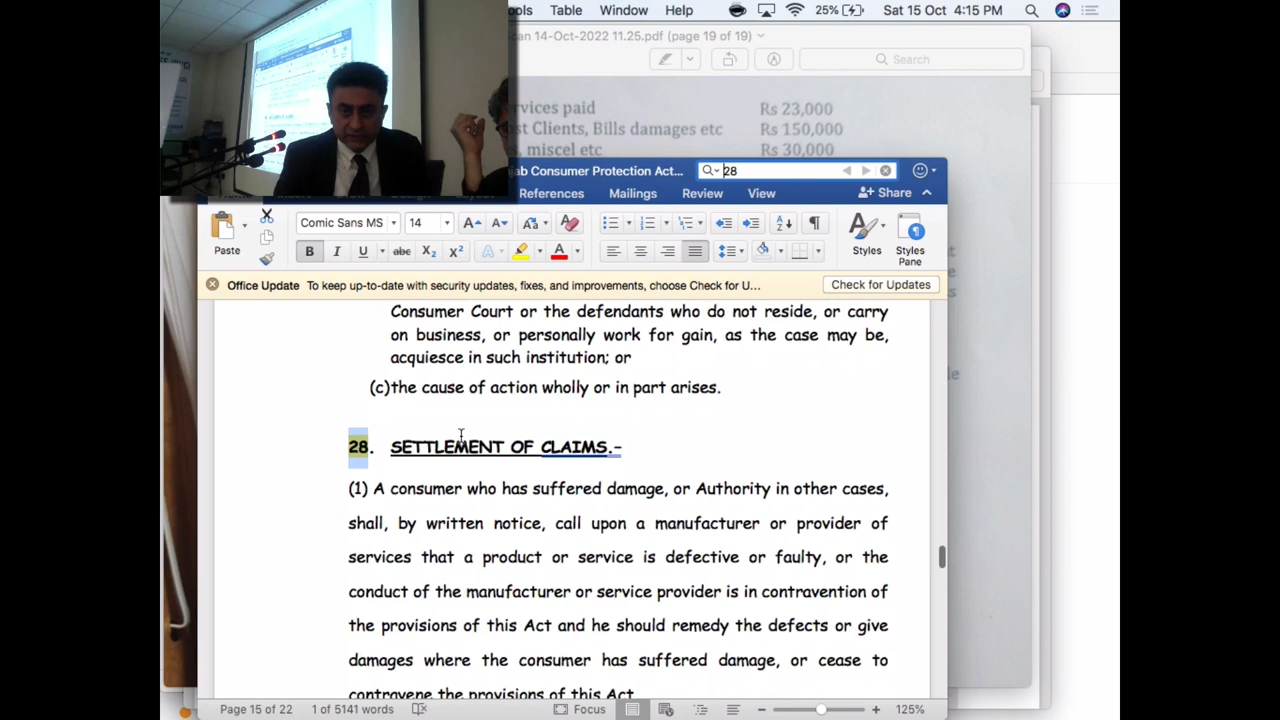 ools Table Window Help 25% Sat 15 Oct 4:15 PM
can 14-Oct-2022 11.25.pdf (page 19 of 19)
Search
ervices paid Rs 23,000
ost Clients, Bills damages etc Rs 150,000
s, miscel etc Rs 30,000
jab Consumer Protection Act... 28
References Mailings Review View Share
Paste Comic Sans MS 14 Styles Styles Pane
Office Update To keep up-to-date with security updates, fixes, and improvements, choose Check for U... Check for Updates
Consumer Court or the defendants who do not reside, or carry
on business, or personally work for gain, as the case may be,
acquiesce in such institution; or
(c)the cause of action wholly or in part arises.
28. SETTLEMENT OF CLAIMS.-
(1) A consumer who has suffered damage, or Authority in other cases,
shall, by written notice, call upon a manufacturer or provider of
services that a product or service is defective or faulty, or the
conduct of the manufacturer or service provider is in contravention of
the provisions of this Act and he should remedy the defects or give
damages where the consumer has suffered damage, or cease to
contravene the provisions of this Act
Page 15 of 22 1 of 5141 words Focus 125%